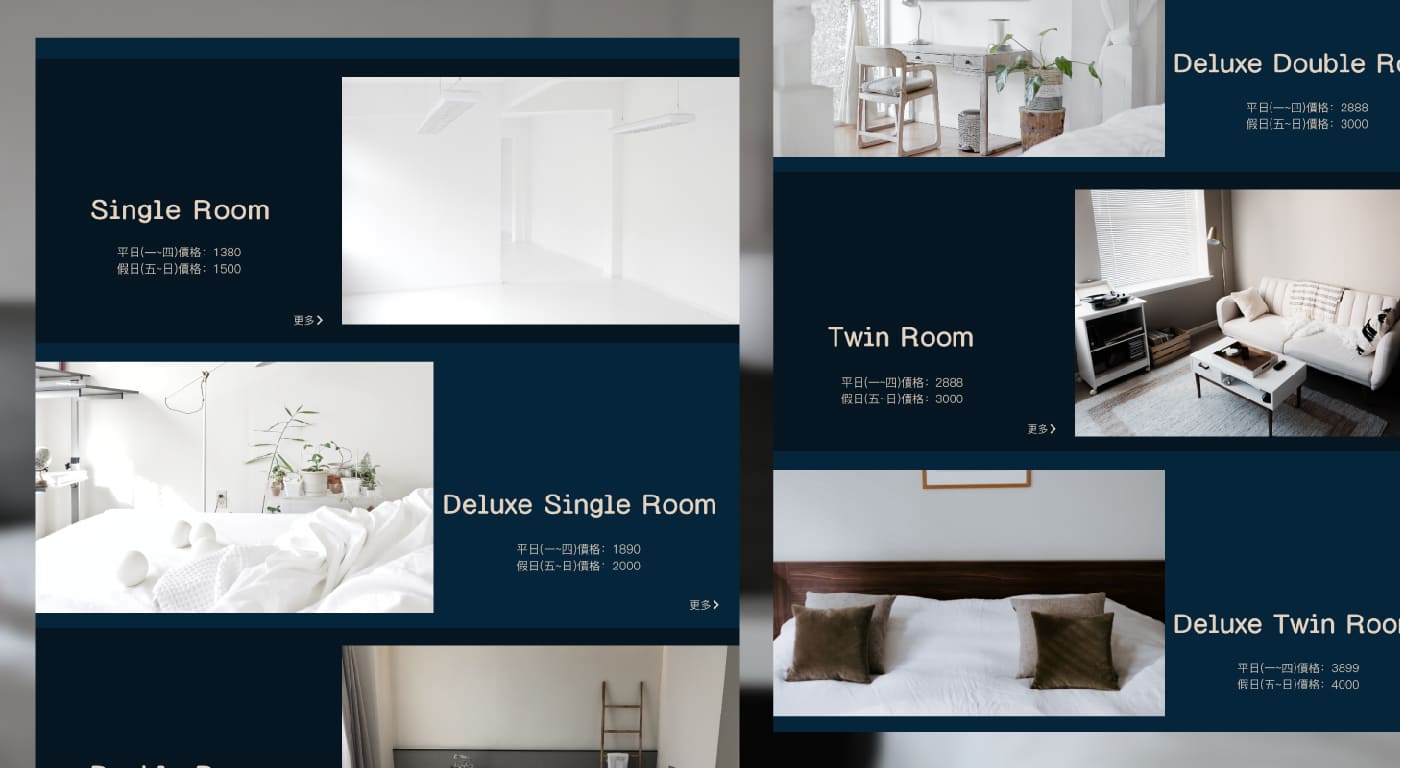 Single Room
平日(一~四)價格：1380
假日(五~日)價格：1500
更多
Deluxe Single Room
平日(一~四)價格：1890
假日(五~日)價格：2000
更多
Deluxe Double
平日(一~四)價格：2888
假日(五~日)價格：3000
Twin Room
平日(一~四)價格：2888
假日(五~日)價格：3000
更多
Deluxe Twin
平日(一~四)價格：3899
假日(五~日)價格：4000